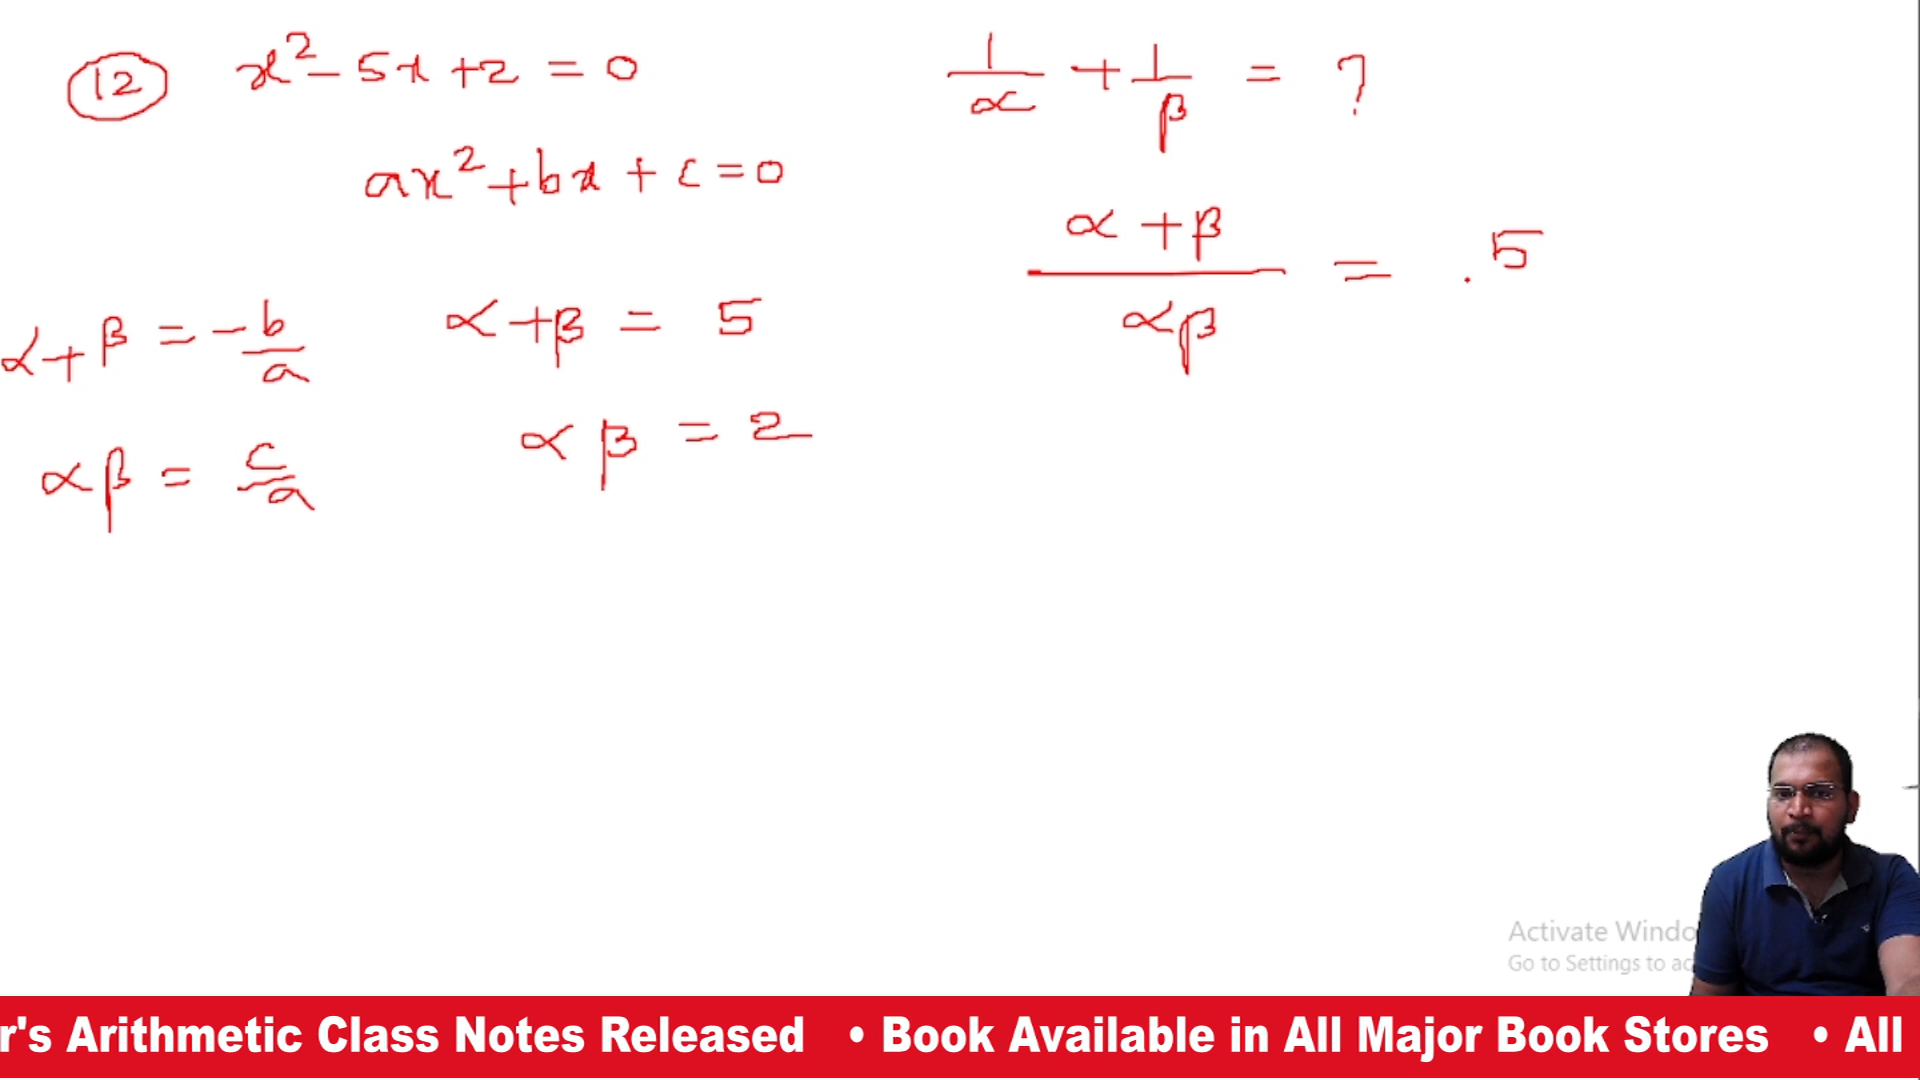 12 x² - 5x + 2 = 0
1/α + 1/β = ?
ax² + bx + c = 0
α + β / αβ = . 5
α + β = - b/a
α + β = 5
αβ = c/a
αβ = 2
Activate Windo
Go to Settings to ac
r's Arithmetic Class Notes Released • Book Available in All Major Book Stores • All